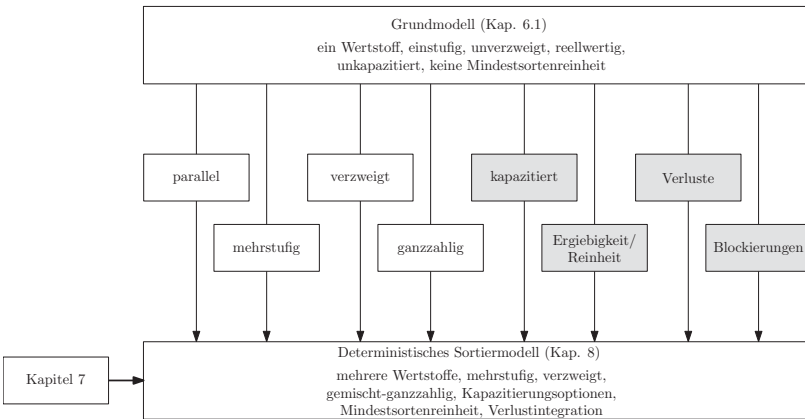 Grundmodell (Kap. 6.1)
ein Wertstoff, einstufig, unverzweigt, reellwertig,
unkapazitiert, keine Mindestsortenreinheit
parallel
verzweigt
kapazitiert
Verluste
mehrstufig
ganzzahlig
Ergiebigkeit/
Reinheit
Blockierungen
Kapitel 7
Deterministisches Sortiermodell (Kap. 8)
mehrere Wertstoffe, mehrstufig, verzweigt,
gemischt-ganzzahlig, Kapazitierungsoptionen,
Mindestsortenreinheit, Verlustintegration